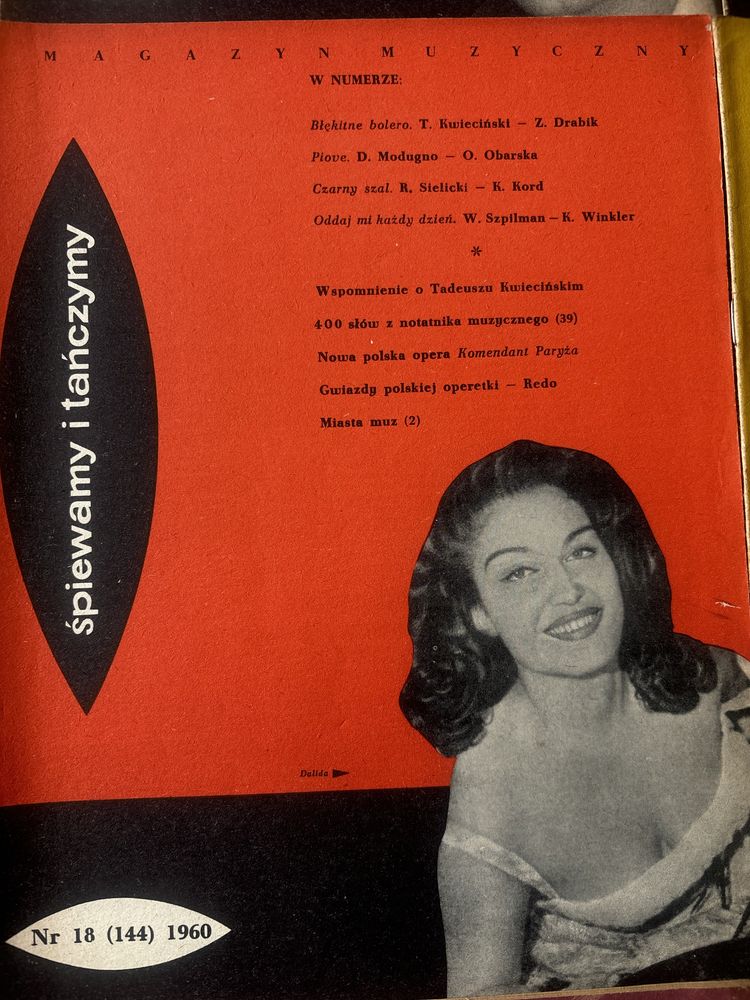 MAGAZYN MUZYCZNY
W NUMERZE:
Błękitne bolero. T. Kwieciński — Z. Drabik
Piove. D. Modugno — O. Obarska
Czarny szal. R. Sielicki — K. Kord
Oddaj mi każdy dzień. W. Szpilman — K. Winkler
*
Wspomnienie o Tadeuszu Kwiecińskim
400 słów z notatnika muzycznego (39)
Nowa polska opera Komendant Paryża
Gwiazdy polskiej operetki — Redo
Miasta muz (2)
śpiewamy i tańczymy
Dalida
Nr 18 (144) 1960